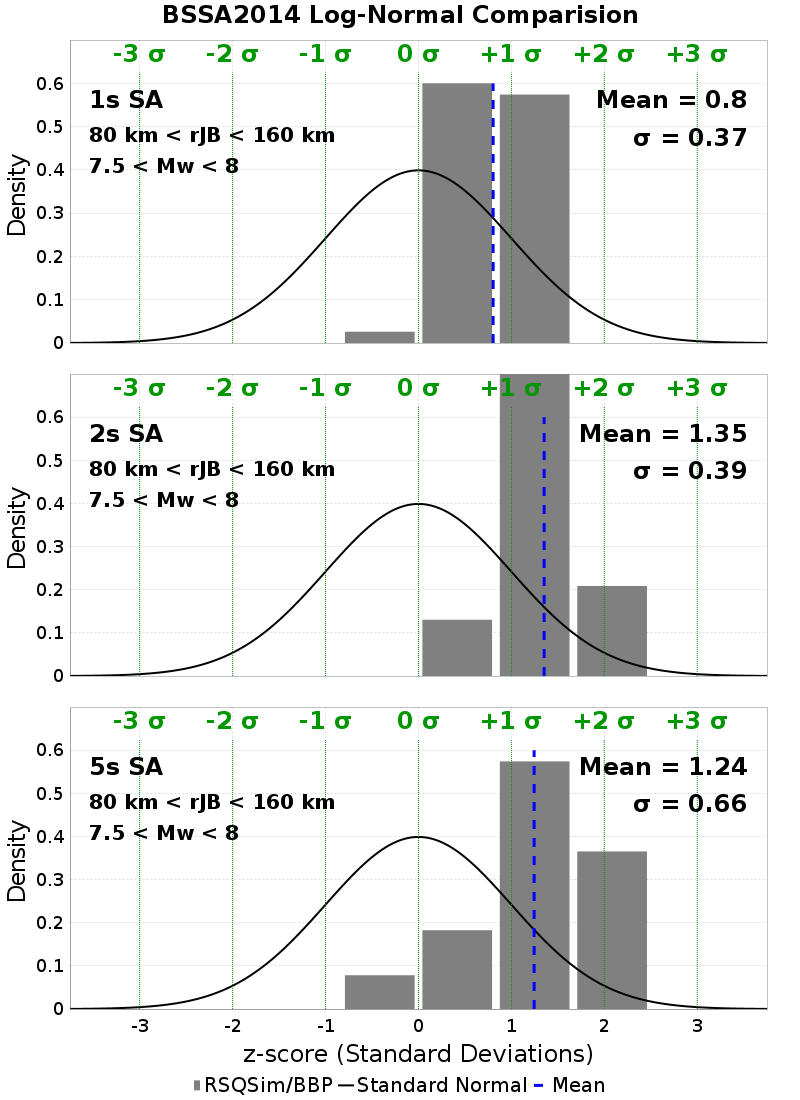 BSSA2014 Log-Normal Comparision
-3 σ -2 σ -1 σ 0 σ +1 σ +2 σ +3 σ
1s SA
80 km < rJB < 160 km
7.5 < Mw < 8
Mean = 0.8
σ = 0.37
Density
0.6
0.5
0.4
0.3
0.2
0.1
0
-3 σ -2 σ -1 σ 0 σ +1 σ +2 σ +3 σ
2s SA
80 km < rJB < 160 km
7.5 < Mw < 8
Mean = 1.35
σ = 0.39
Density
0.6
0.5
0.4
0.3
0.2
0.1
0
-3 σ -2 σ -1 σ 0 σ +1 σ +2 σ +3 σ
5s SA
80 km < rJB < 160 km
7.5 < Mw < 8
Mean = 1.24
σ = 0.66
Density
0.6
0.5
0.4
0.3
0.2
0.1
0
-3 -2 -1 0 1 2 3
z-score (Standard Deviations)
RSQSim/BBP Standard Normal Mean